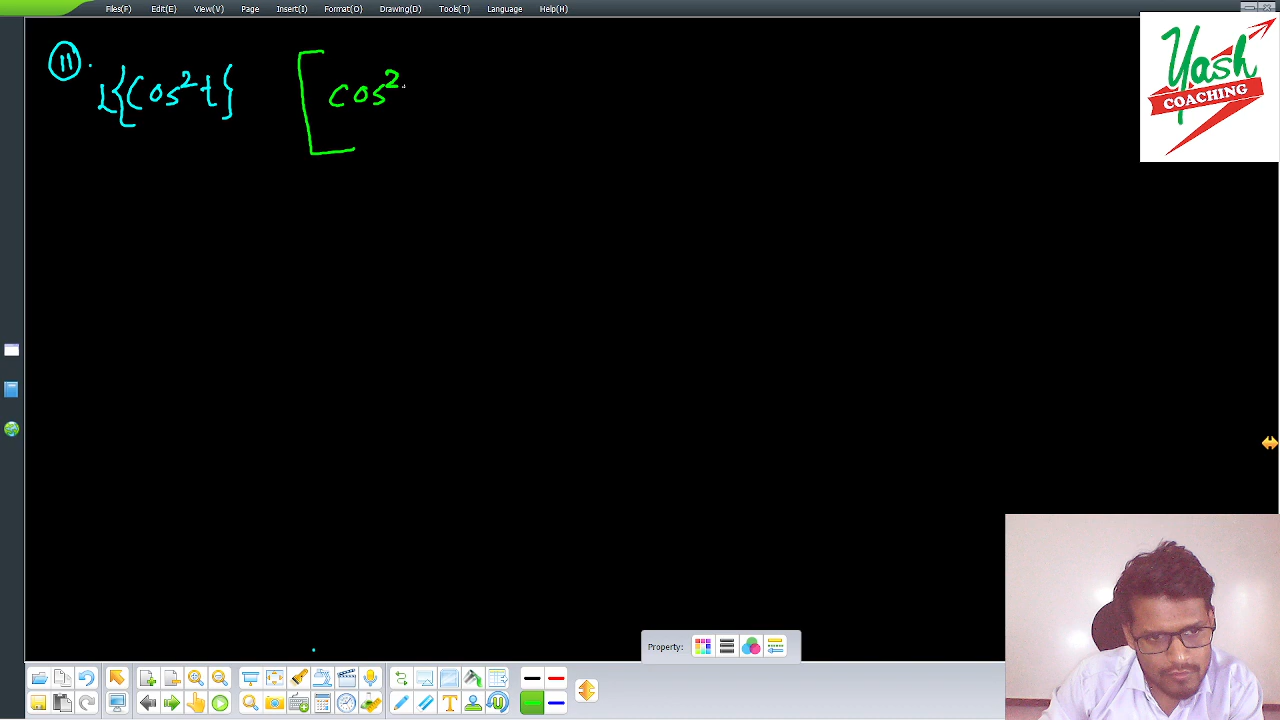 Files(F) Edit(E) View(V) Page Insert(I) Format(O) Drawing(D) Tools(T) Language Help(H)
11.
L{Cos²t} [ Cos²
Yash
COACHING
Property: